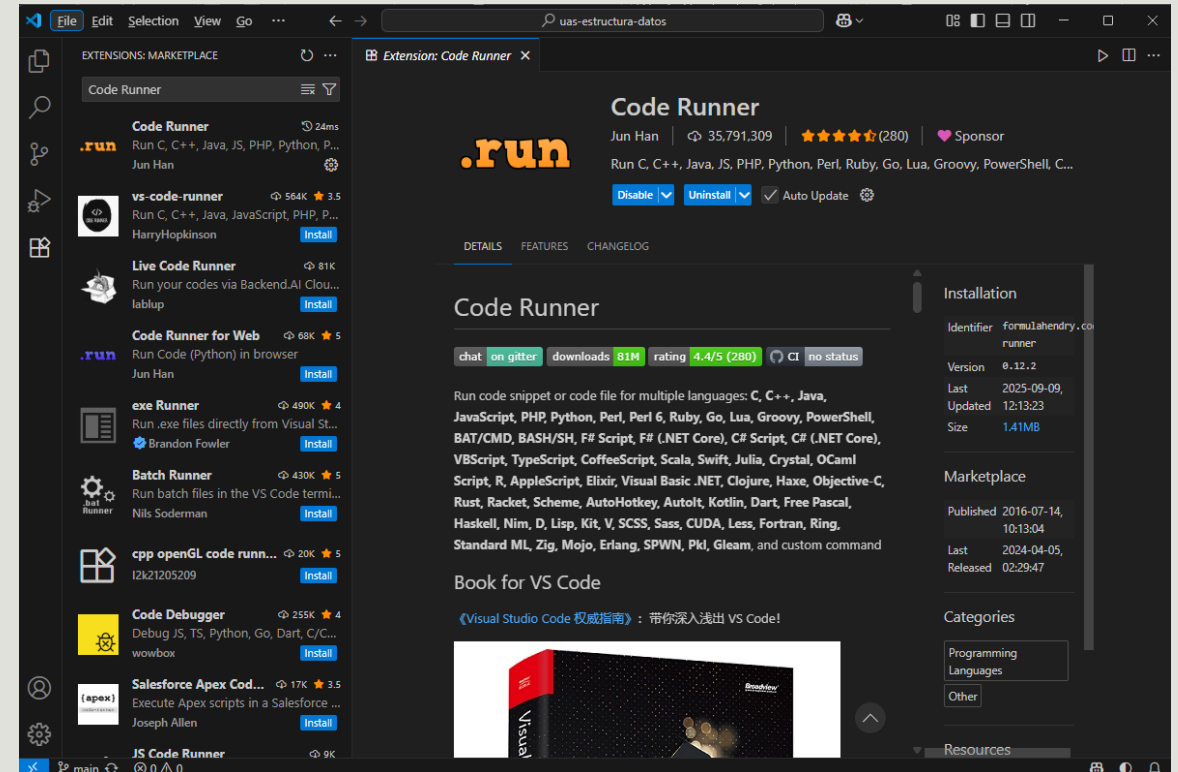 File Edit Selection View Go ··· uas-estructura-datos
EXTENSIONS: MARKETPLACE
Code Runner
Code Runner 24ms
.run
Run C, C++, Java, JS, PHP, Python, P...
Jun Han
vs-code-runner 564K 3.5
Run C, C++, Java, JavaScript, PHP, P...
HarryHopkinson Install
Live Code Runner 81K
Run your codes via Backend.AI Clou...
lablup Install
Code Runner for Web 68K 5
.run
Run Code (Python) in browser
Jun Han Install
exe Runner 490K 4
Run .exe files directly from Visual St...
Brandon Fowler Install
Batch Runner 430K 5
.bat
Runner
Run batch files in the VS Code termi...
Nils Soderman Install
cpp openGL code runn... 20K 5
l2k21205209 Install
Code Debugger 255K 4
Debug JS, TS, Python, Go, Dart, C/C...
wowbox Install
Salesforce Apex Cod... 17K 3.5
{apex}
Execute Apex scripts in a Salesforce ...
Joseph Allen Install
JS Code Runner 9K
main 0 0
Extension: Code Runner
.run
Code Runner
Jun Han 35,791,309 (280) Sponsor
Run C, C++, Java, JS, PHP, Python, Perl, Ruby, Go, Lua, Groovy, PowerShell, C...
Disable Uninstall Auto Update
DETAILS FEATURES CHANGELOG
Code Runner
chat on gitter downloads 81M rating 4.4/5 (280) CI no status
Run code snippet or code file for multiple languages: C, C++, Java,
JavaScript, PHP, Python, Perl, Perl 6, Ruby, Go, Lua, Groovy, PowerShell,
BAT/CMD, BASH/SH, F# Script, F# (.NET Core), C# Script, C# (.NET Core),
VBScript, TypeScript, CoffeeScript, Scala, Swift, Julia, Crystal, OCaml
Script, R, AppleScript, Elixir, Visual Basic .NET, Clojure, Haxe, Objective-C,
Rust, Racket, Scheme, AutoHotkey, AutoIt, Kotlin, Dart, Free Pascal,
Haskell, Nim, D, Lisp, Kit, V, SCSS, Sass, CUDA, Less, Fortran, Ring,
Standard ML, Zig, Mojo, Erlang, SPWN, Pkl, Gleam, and custom command
Book for VS Code
《Visual Studio Code 权威指南》：带你深入浅出 VS Code!
Broadview
Visual
Installation
Identifier formulahendry.co
runner
Version 0.12.2
Last 2025-09-09,
Updated 12:13:23
Size 1.41MB
Marketplace
Published 2016-07-14,
10:13:04
Last 2024-04-05,
Released 02:29:47
Categories
Programming
Languages
Other
Resources